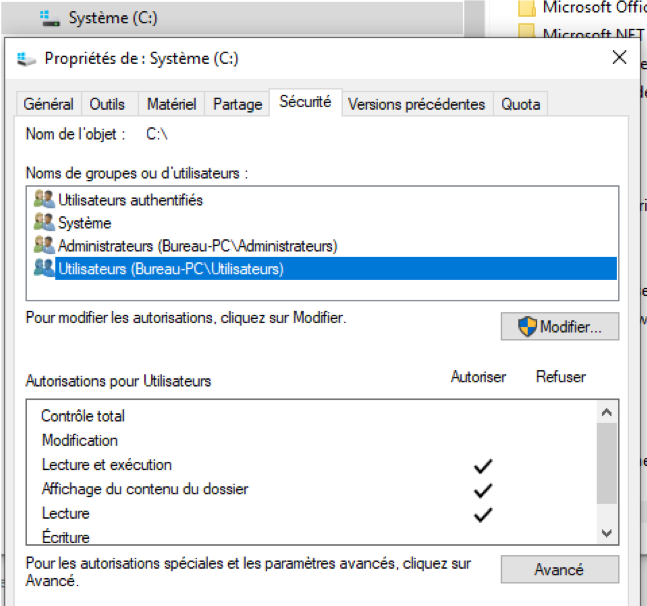 Système (C:)
Microsoft Offic
Microsoft NET
Propriétés de : Système (C:)
Général Outils Matériel Partage Sécurité Versions précédentes Quota
Nom de l'objet : C:\
Noms de groupes ou d'utilisateurs :
Utilisateurs authentifiés
Système
Administrateurs (Bureau-PC\Administrateurs)
Utilisateurs (Bureau-PC\Utilisateurs)
Pour modifier les autorisations, cliquez sur Modifier.
Modifier...
Autorisations pour Utilisateurs Autoriser Refuser
Contrôle total
Modification
Lecture et exécution
Affichage du contenu du dossier
Lecture
Écriture
Pour les autorisations spéciales et les paramètres avancés, cliquez sur
Avancé.
Avancé